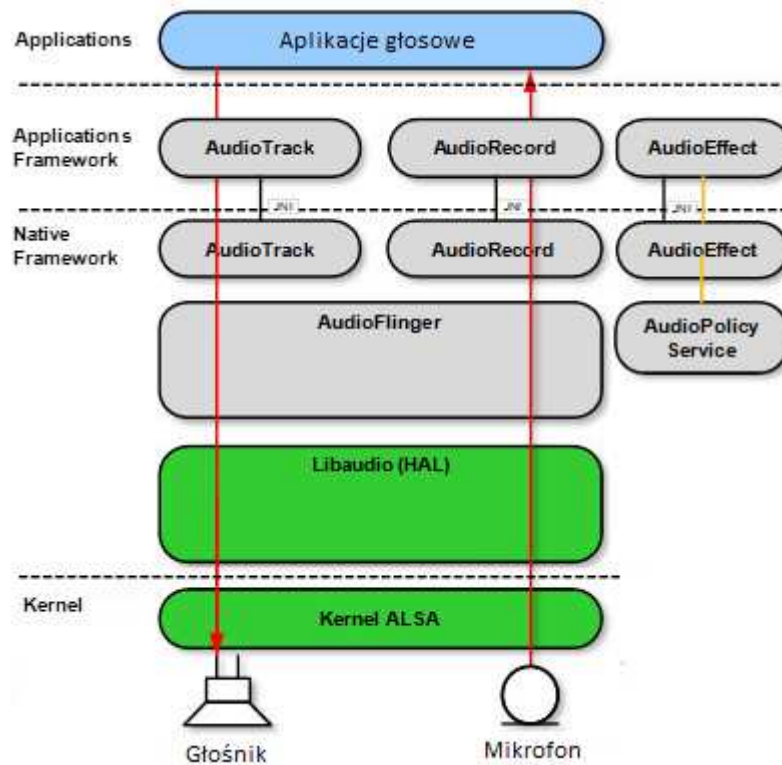 Applications
Aplikacje głosowe
Applications
Framework
AudioTrack
AudioRecord
AudioEffect
JNI
JNI
JNI
Native
Framework
AudioTrack
AudioRecord
AudioEffect
AudioFlinger
AudioPolicy
Service
Libaudio (HAL)
Kernel
Kernel ALSA
Głośnik
Mikrofon